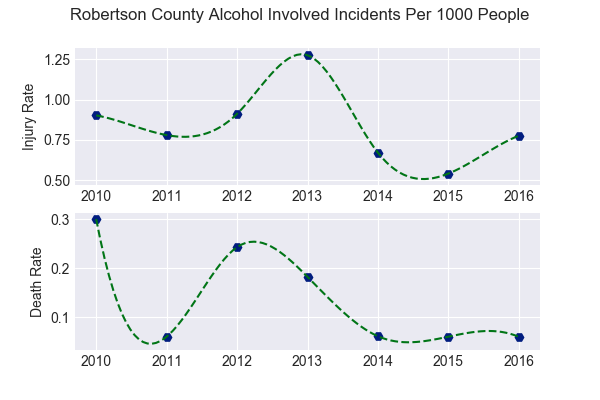 Robertson County Alcohol Involved Incidents Per 1000 People
Injury Rate
1.25
1.00
0.75
0.50
2010 2011 2012 2013 2014 2015 2016
Death Rate
0.3
0.2
0.1
2010 2011 2012 2013 2014 2015 2016